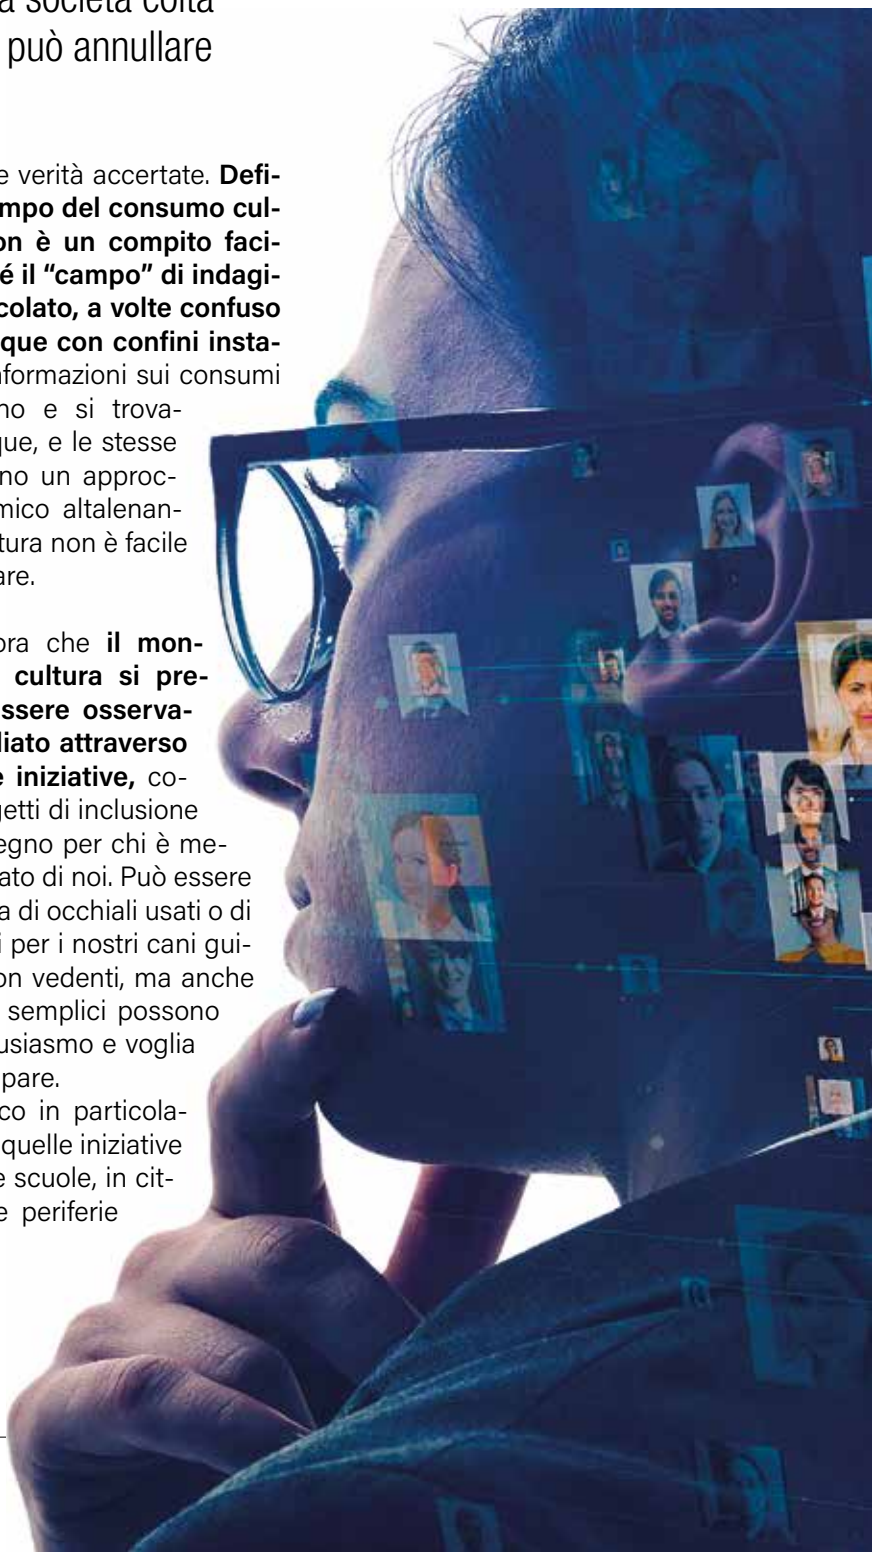 a società colta
può annullare
e verità accertate. Defi-
mpo del consumo cul-
on è un compito faci-
é il “campo” di indagi-
colato, a volte confuso
que con confini insta-
nformazioni sui consumi
no e si trova-
que, e le stesse
no un approc-
mico altalenan-
tura non è facile
are.
ora che il mon-
cultura si pre-
ssere osserva-
liato attraverso
e iniziative, co-
getti di inclusione
egno per chi è me-
ato di noi. Può essere
a di occhiali usati o di
i per i nostri cani gui-
on vedenti, ma anche
semplici possono
usiasmo e voglia
pare.
co in particola-
quelle iniziative
e scuole, in cit-
e periferie